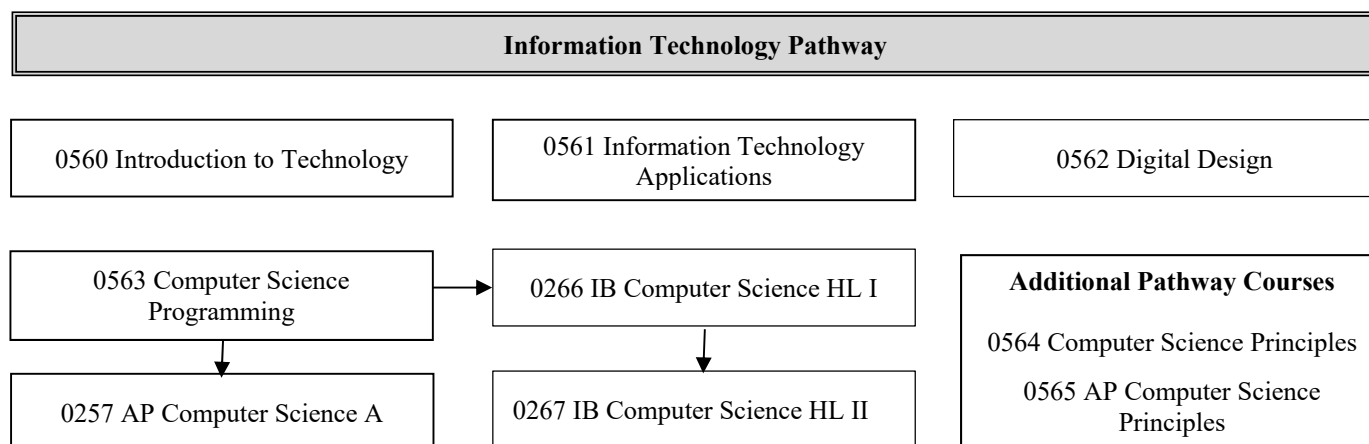 Information Technology Pathway
0560 Introduction to Technology
0561 Information Technology
Applications
0562 Digital Design
0563 Computer Science
Programming
0266 IB Computer Science HL I
0257 AP Computer Science A
0267 IB Computer Science HL II
Additional Pathway Courses
0564 Computer Science Principles
0565 AP Computer Science
Principles